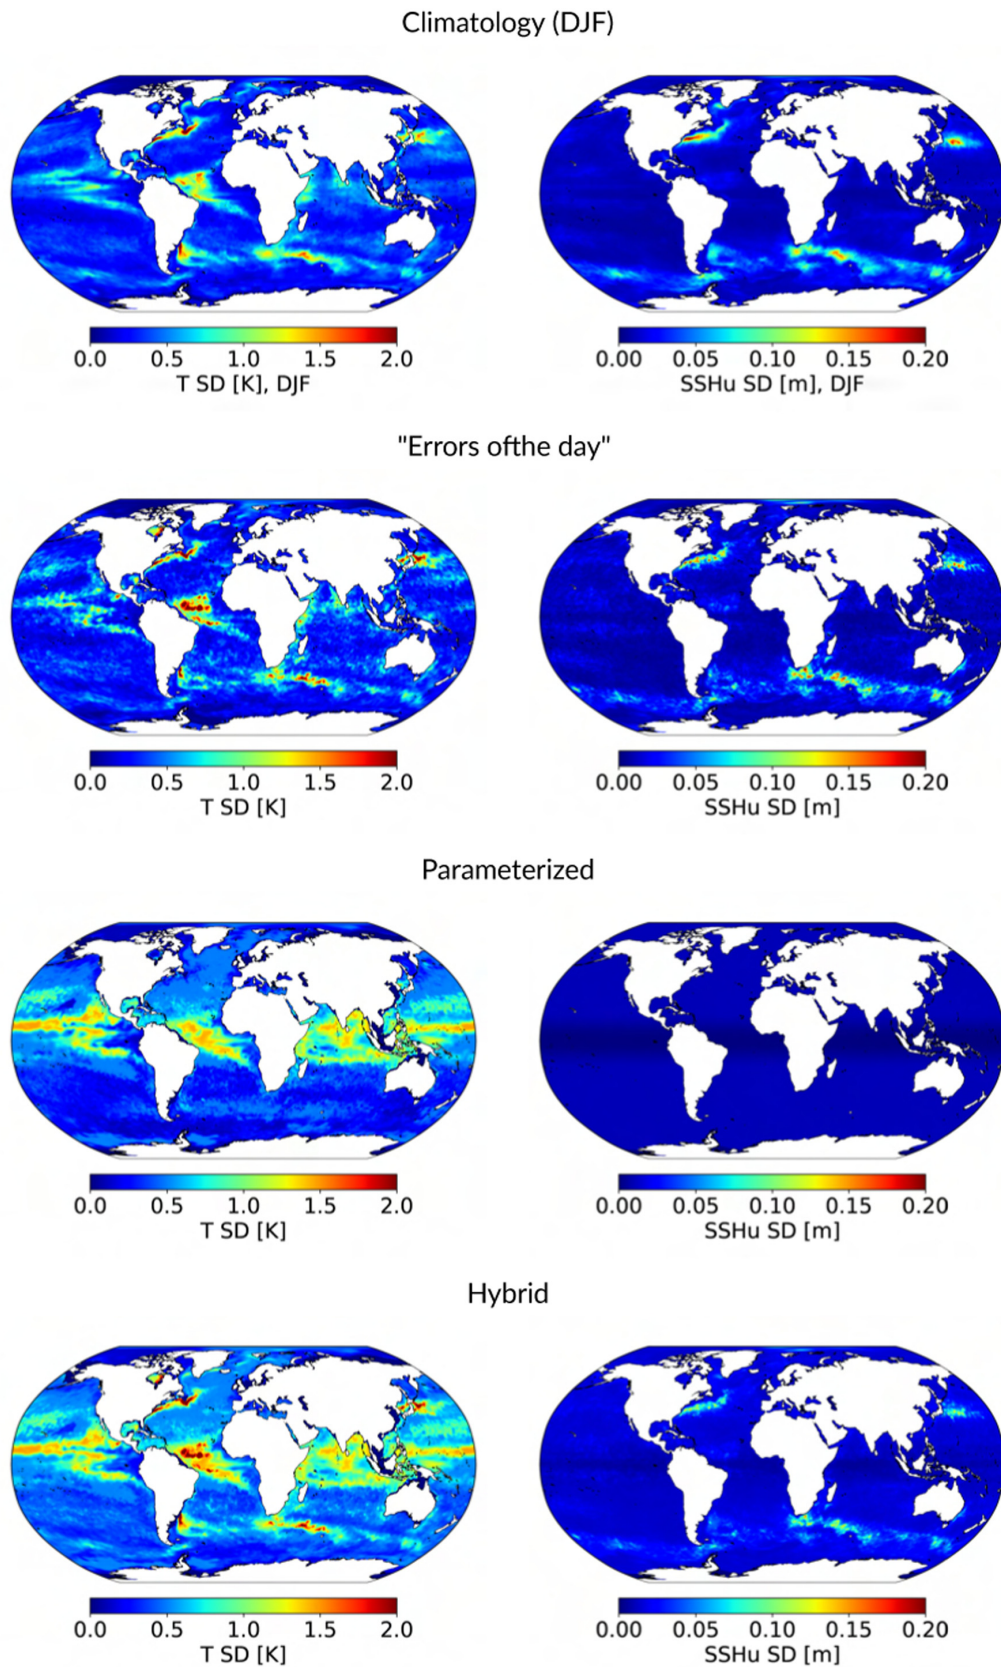 Climatology (DJF)
0.0 0.5 1.0 1.5 2.0
T SD [K], DJF
0.00 0.05 0.10 0.15 0.20
SSHu SD [m], DJF
"Errors ofthe day"
0.0 0.5 1.0 1.5 2.0
T SD [K]
0.00 0.05 0.10 0.15 0.20
SSHu SD [m]
Parameterized
0.0 0.5 1.0 1.5 2.0
T SD [K]
0.00 0.05 0.10 0.15 0.20
SSHu SD [m]
Hybrid
0.0 0.5 1.0 1.5 2.0
T SD [K]
0.00 0.05 0.10 0.15 0.20
SSHu SD [m]